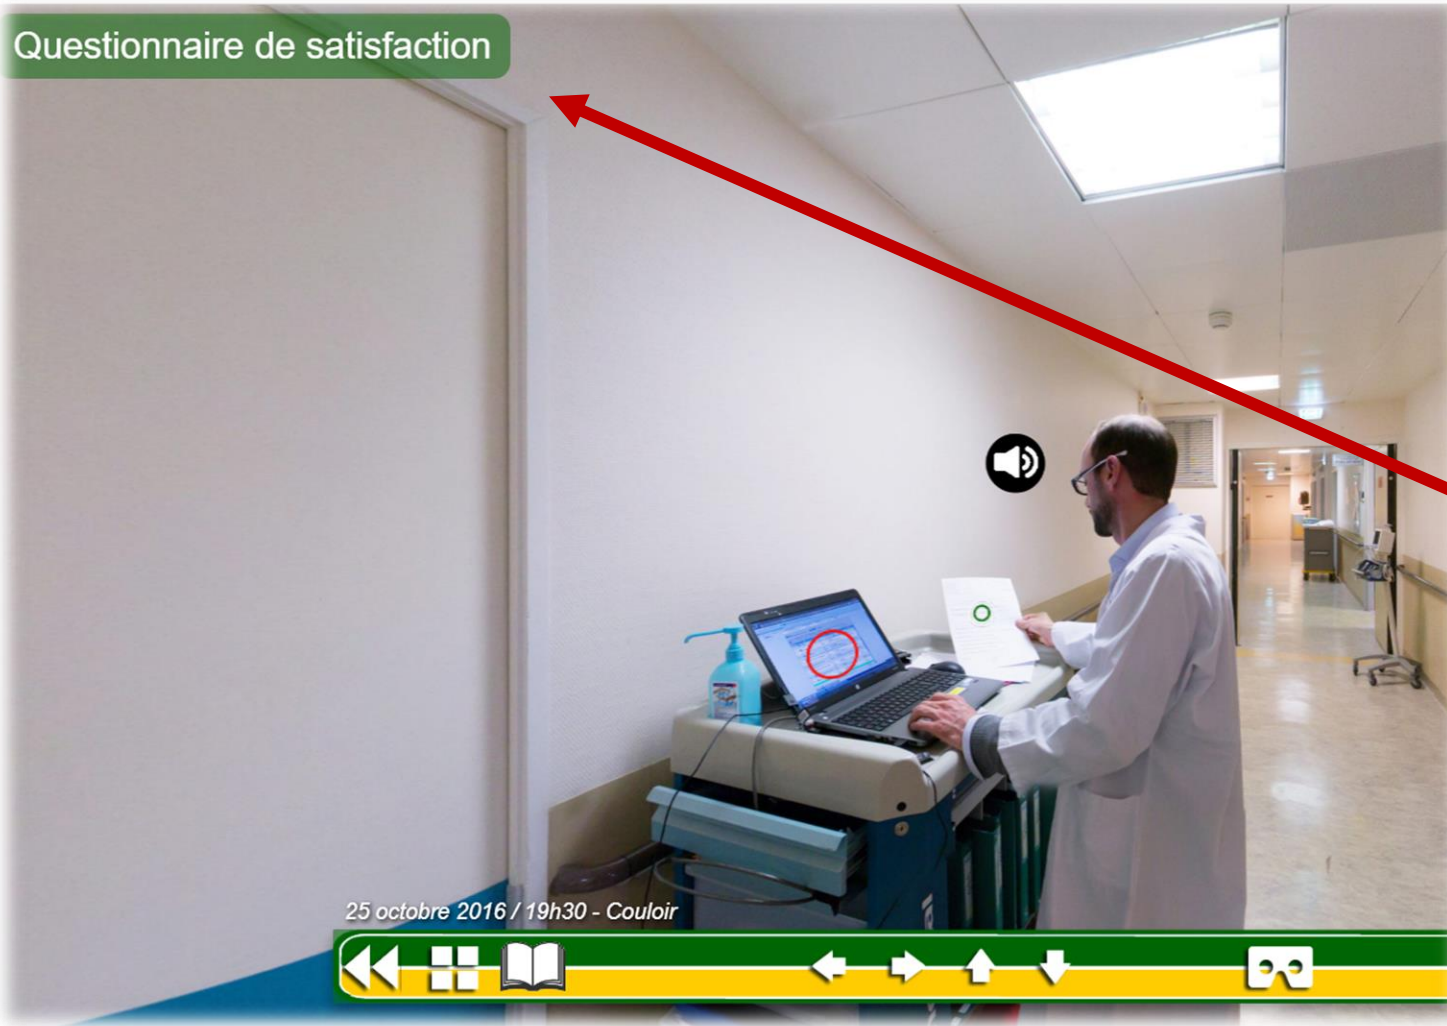 Questionnaire de satisfaction
25 octobre 2016 / 19h30 - Couloir